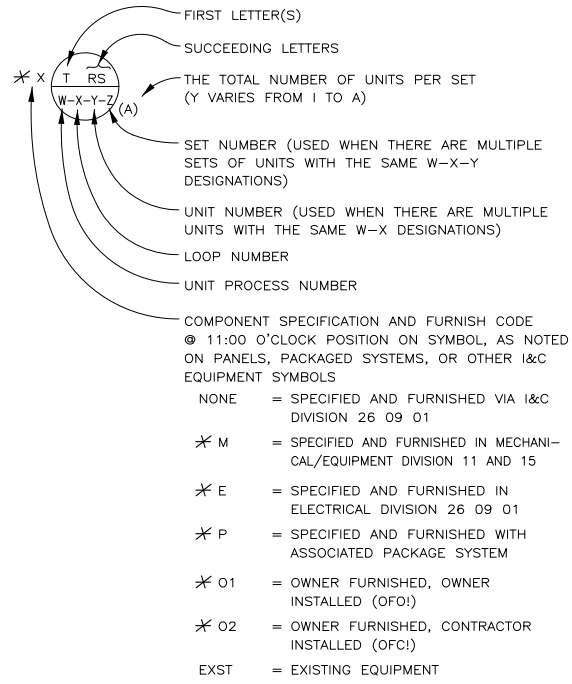 FIRST LETTER(S)
SUCCEEDING LETTERS
X T RS
W-X-Y-Z (A)
THE TOTAL NUMBER OF UNITS PER SET
(Y VARIES FROM I TO A)
SET NUMBER (USED WHEN THERE ARE MULTIPLE
SETS OF UNITS WITH THE SAME W-X-Y
DESIGNATIONS)
UNIT NUMBER (USED WHEN THERE ARE MULTIPLE
UNITS WITH THE SAME W-X DESIGNATIONS)
LOOP NUMBER
UNIT PROCESS NUMBER
COMPONENT SPECIFICATION AND FURNISH CODE
@ 11:00 O'CLOCK POSITION ON SYMBOL, AS NOTED
ON PANELS, PACKAGED SYSTEMS, OR OTHER I&C
EQUIPMENT SYMBOLS
NONE = SPECIFIED AND FURNISHED VIA I&C
DIVISION 26 09 01
M = SPECIFIED AND FURNISHED IN MECHANI-
CAL/EQUIPMENT DIVISION 11 AND 15
E = SPECIFIED AND FURNISHED IN
ELECTRICAL DIVISION 26 09 01
P = SPECIFIED AND FURNISHED WITH
ASSOCIATED PACKAGE SYSTEM
O1 = OWNER FURNISHED, OWNER
INSTALLED (OFO!)
O2 = OWNER FURNISHED, CONTRACTOR
INSTALLED (OFC!)
EXST = EXISTING EQUIPMENT